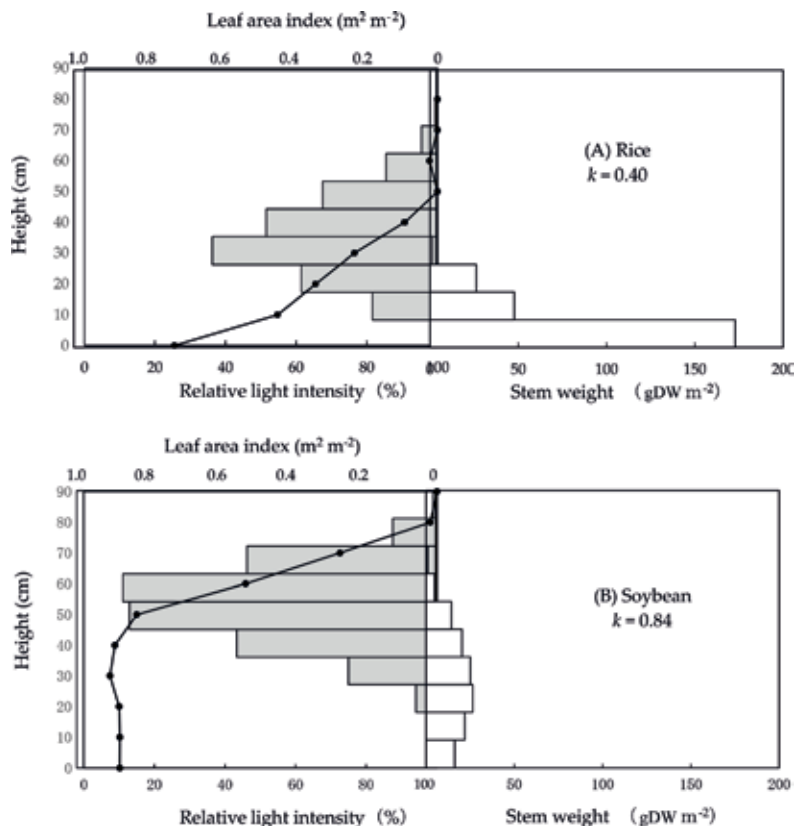 Leaf area index (m² m⁻²)
1.0 0.8 0.6 0.4 0.2 0
90
80
70
60
50
40
30
20
10
0
Height (cm)
(A) Rice
k = 0.40
0 20 40 60 80 100 50 100 150 200
Relative light intensity (%) Stem weight (gDW m⁻²)
Leaf area index (m² m⁻²)
1.0 0.8 0.6 0.4 0.2 0
90
80
70
60
50
40
30
20
10
0
Height (cm)
(B) Soybean
k = 0.84
0 20 40 60 80 100 50 100 150 200
Relative light intensity (%) Stem weight (gDW m⁻²)